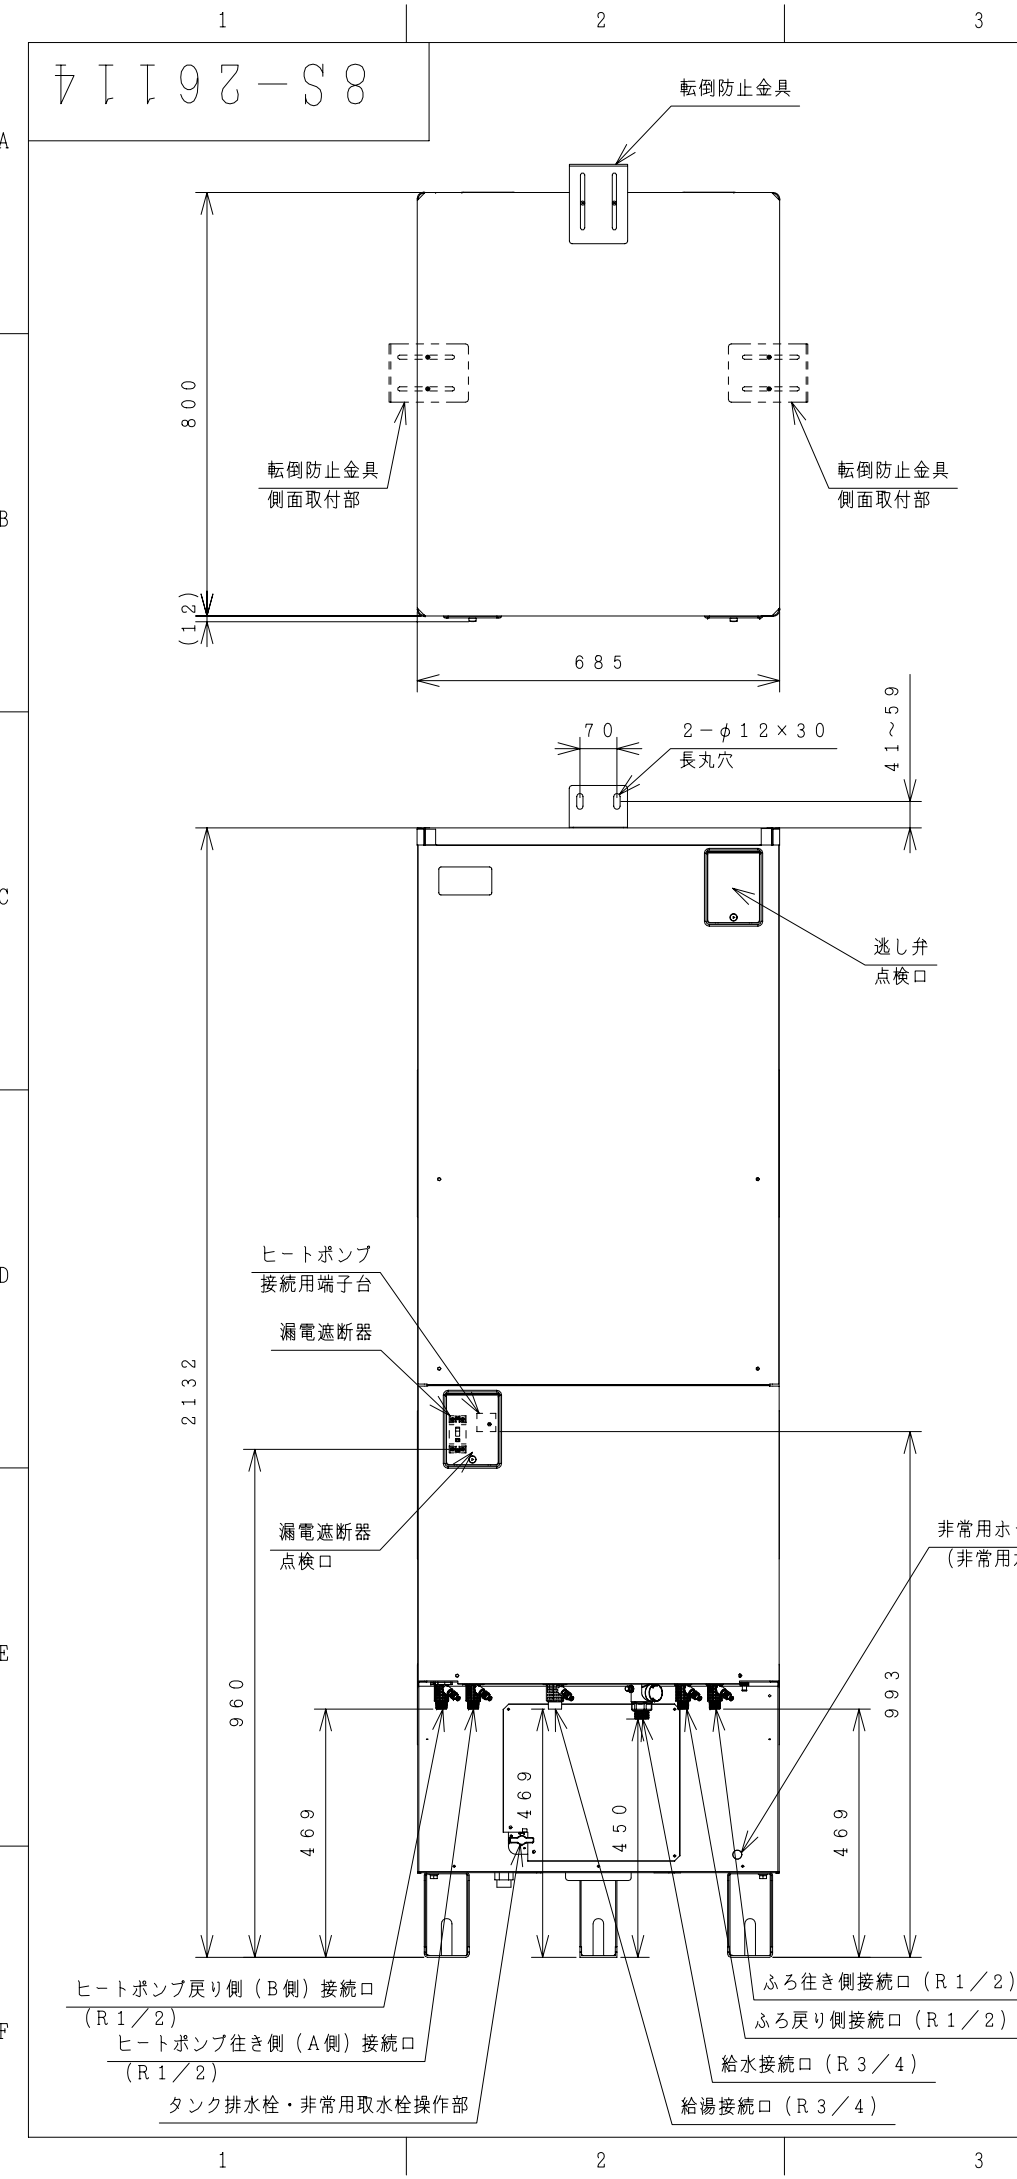 1
2
3
8S-26114
A
転倒防止金具
800
転倒防止金具
側面取付部
転倒防止金具
側面取付部
B
(12)
685
70
2-φ12×30
長丸穴
41~59
C
逃し弁
点検口
ヒートポンプ
接続用端子台
D
漏電遮断器
2132
漏電遮断器
点検口
非常用ホ
(非常用
E
960
993
469
469
450
469
ヒートポンプ戻り側(B側)接続口
(R1/2)
ふろ往き側接続口(R1/2)
ふろ戻り側接続口(R1/2)
F
ヒートポンプ往き側(A側)接続口
(R1/2)
給水接続口(R3/4)
タンク排水栓・非常用取水栓操作部
給湯接続口(R3/4)
1
2
3